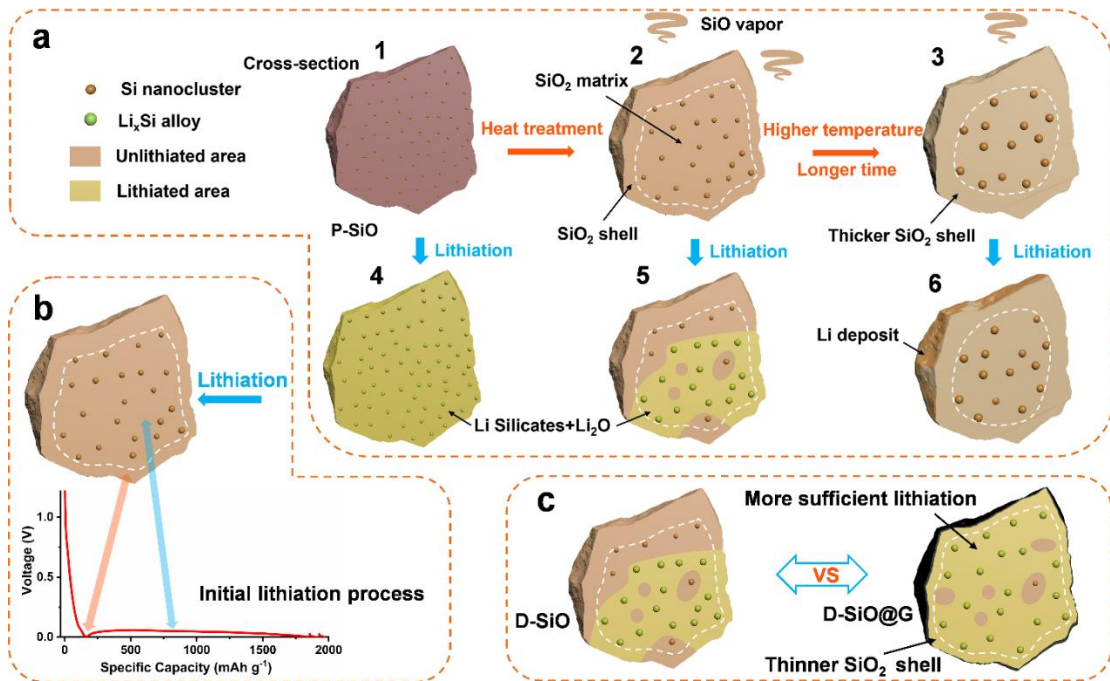 a
Cross-section
Si nanocluster
LixSi alloy
Unlithiated area
Lithiated area
1
P-SiO
Heat treatment
SiO vapor
2
SiO2 matrix
SiO2 shell
Higher temperature
Longer time
3
Thicker SiO2 shell
Lithiation
Lithiation
Lithiation
4
5
6
Li Silicates+Li2O
Li deposit
b
Lithiation
Voltage (V)
1.0
0.5
0.0
0
500
1000
1500
2000
Specific Capacity (mAh g-1)
Initial lithiation process
c
D-SiO
VS
More sufficient lithiation
D-SiO@G
Thinner SiO2 shell